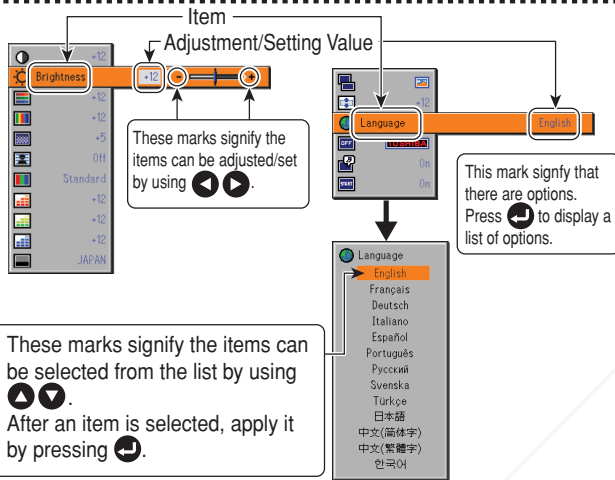 Item
Adjustment/Setting Value
+12
Brightness +12 - +
+12
+12
+5
Off
Standard
+12
+12
+12
JAPAN
These marks signify the
items can be adjusted/set
by using ◀ ▶.
+12
Language English
OFF TOSHIBA
On
START On
This mark signfy that
there are options.
Press ↵ to display a
list of options.
Language
English
Français
Deutsch
Italiano
Español
Português
Русский
Svenska
Türkçe
日本語
中文(简体字)
中文(繁體字)
한국어
These marks signify the items can
be selected from the list by using
▲ ▼.
After an item is selected, apply it
by pressing ↵.